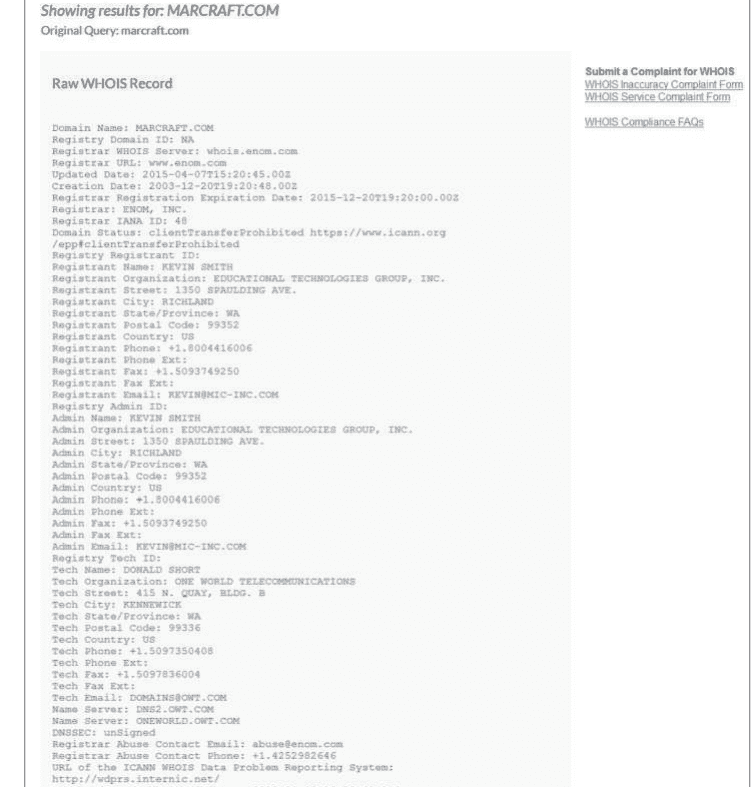 Showing results for: MARCRAFT.COM
Original Query: marcraft.com
Raw WHOIS Record
Domain Name: MARCRAFT.COM
Registry Domain ID: NA
Registrar WHOIS Server: whois.enom.com
Registrar URL: www.enom.com
Updated Date: 2015-04-07T15:20:45.00Z
Creation Date: 2003-12-20T19:20:48.00Z
Registrar Registration Expiration Date: 2015-12-20T19:20:00.00Z
Registrar: ENOM, INC.
Registrar IANA ID: 48
Domain Status: clientTransferProhibited https://www.icann.org
/epp#clientTransferProhibited
Registry Registrant ID:
Registrant Name: KEVIN SMITH
Registrant Organization: EDUCATIONAL TECHNOLOGIES GROUP, INC.
Registrant Street: 1350 SPAULDING AVE.
Registrant City: RICHLAND
Registrant State/Province: WA
Registrant Postal Code: 99352
Registrant Country: US
Registrant Phone: +1.8004416006
Registrant Phone Ext:
Registrant Fax: +1.5093749250
Registrant Fax Ext:
Registrant Email: KEVIN@MIC-INC.COM
Registry Admin ID:
Admin Name: KEVIN SMITH
Admin Organization: EDUCATIONAL TECHNOLOGIES GROUP, INC.
Admin Street: 1350 SPAULDING AVE.
Admin City: RICHLAND
Admin State/Province: WA
Admin Postal Code: 99352
Admin Country: US
Admin Phone: +1.8004416006
Admin Phone Ext:
Admin Fax: +1.5093749250
Admin Fax Ext:
Admin Email: KEVIN@MIC-INC.COM
Registry Tech ID:
Tech Name: DONALD SHORT
Tech Organization: ONE WORLD TELECOMMUNICATIONS
Tech Street: 415 N. QUAY, BLDG. B
Tech City: KENNEWICK
Tech State/Province: WA
Tech Postal Code: 99336
Tech Country: US
Tech Phone: +1.5097350408
Tech Phone Ext:
Tech Fax: +1.5097836004
Tech Fax Ext:
Tech Email: DOMAINS@OWT.COM
Name Server: DNS2.OWT.COM
Name Server: ONEWORLD.OWT.COM
DNSSEC: unSigned
Registrar Abuse Contact Email: abuse@enom.com
Registrar Abuse Contact Phone: +1.4252982646
URL of the ICANN WHOIS Data Problem Reporting System:
http://wdprs.internic.net/
Submit a Complaint for WHOIS
WHOIS Inaccuracy Complaint Form
WHOIS Service Complaint Form
WHOIS Compliance FAQs